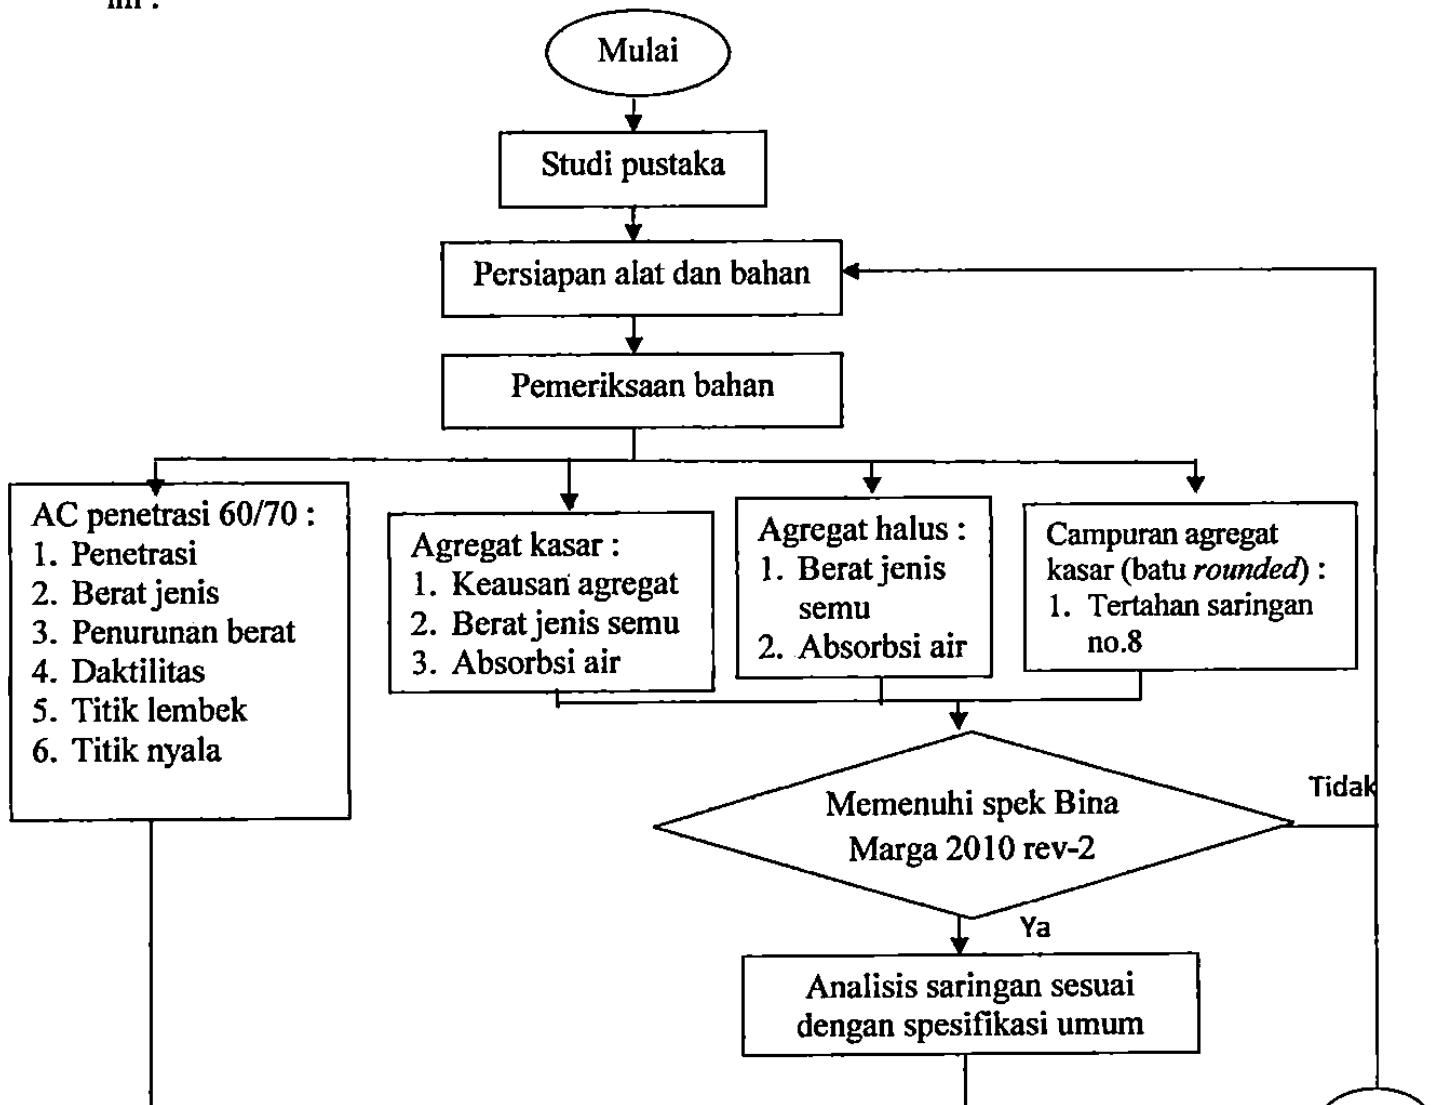 ini :
Mulai
Studi pustaka
Persiapan alat dan bahan
Pemeriksaan bahan
AC penetrasi 60/70 :
1. Penetrasi
2. Berat jenis
3. Penurunan berat
4. Daktilitas
5. Titik lembek
6. Titik nyala
Agregat kasar :
1. Keausan agregat
2. Berat jenis semu
3. Absorbsi air
Agregat halus :
1. Berat jenis
semu
2. Absorbsi air
Campuran agregat
kasar (batu rounded) :
1. Tertahan saringan
no.8
Memenuhi spek Bina
Marga 2010 rev-2
Tidak
Ya
Analisis saringan sesuai
dengan spesifikasi umum